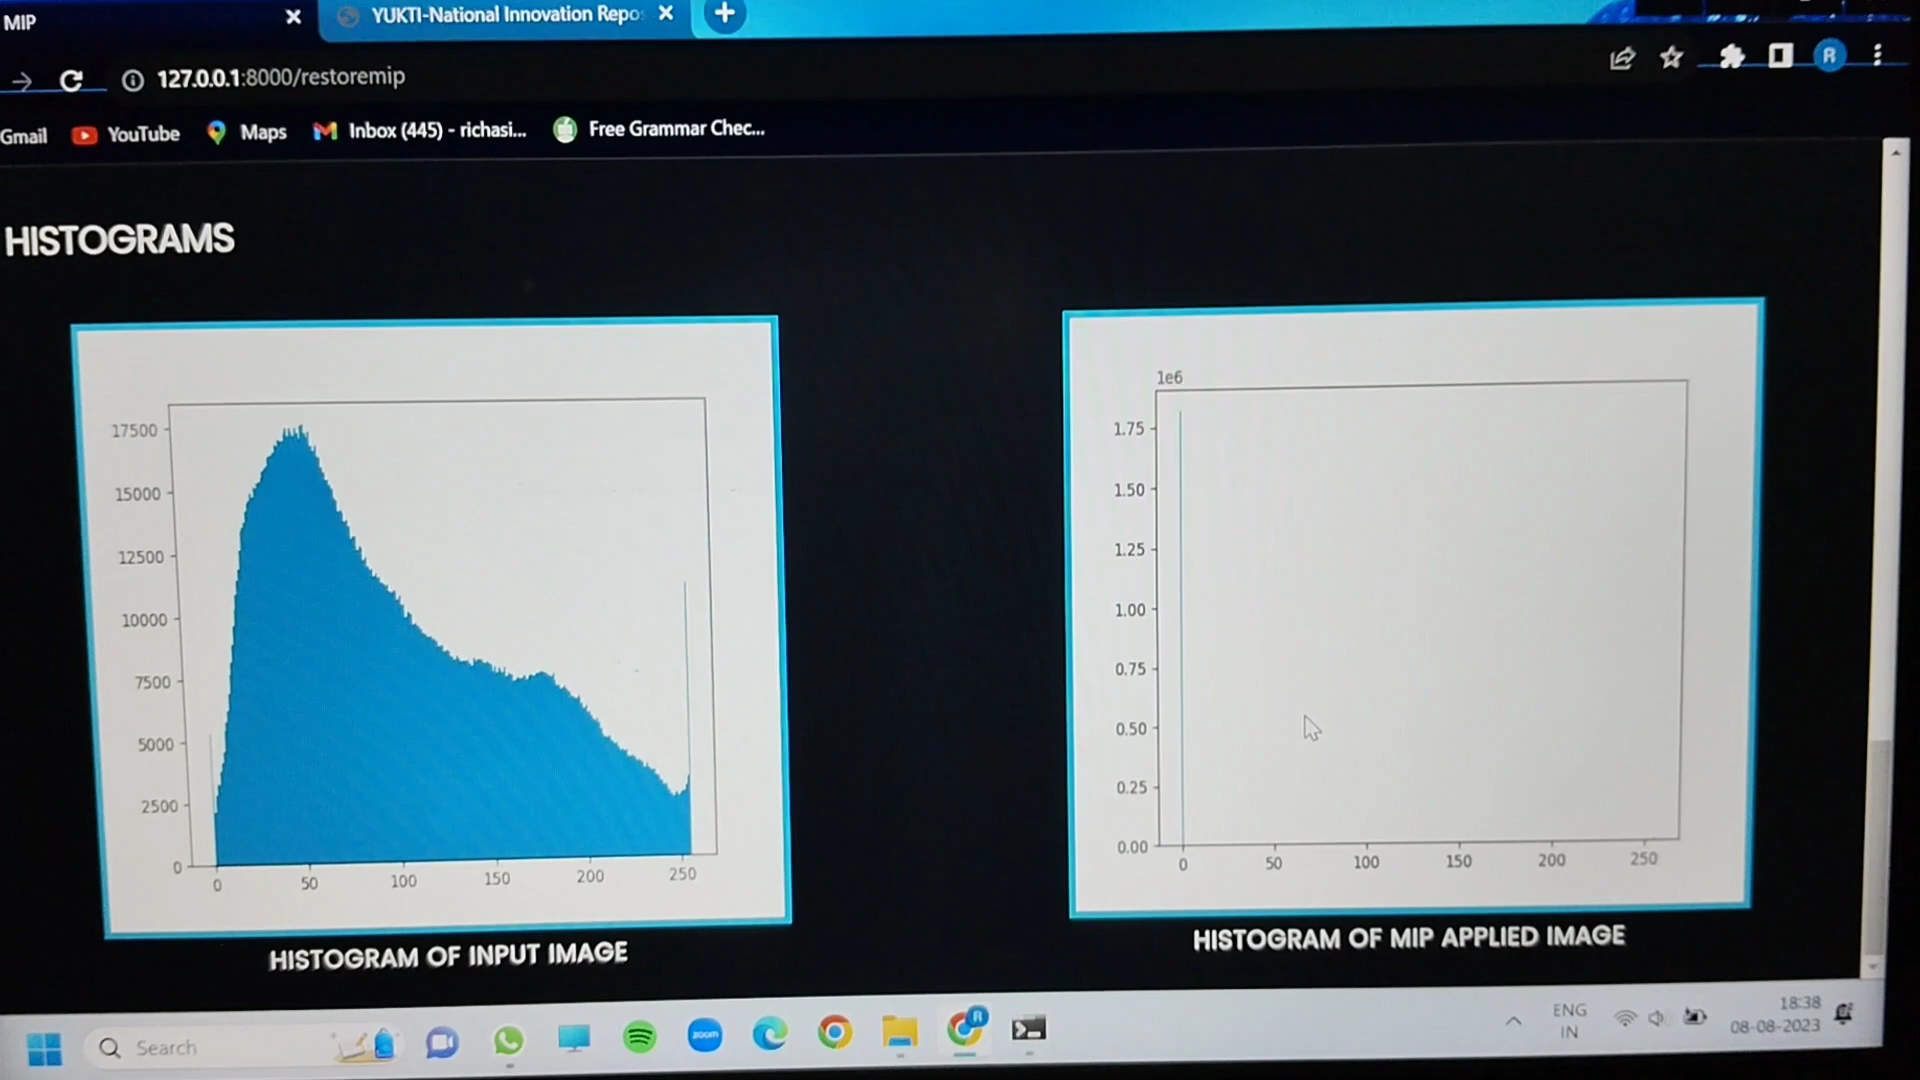 MIP
YUKTI-National Innovation Repo
127.0.0.1:8000/restoremip
R
Gmail YouTube Maps Inbox (445) - richasi... Free Grammar Chec...
HISTOGRAMS
17500
15000
12500
10000
7500
5000
2500
0
0 50 100 150 200 250
HISTOGRAM OF INPUT IMAGE
1e6
1.75
1.50
1.25
1.00
0.75
0.50
0.25
0.00
0 50 100 150 200 250
HISTOGRAM OF MIP APPLIED IMAGE
Search
zoom
R
ENG
IN
18:38
08-08-2023